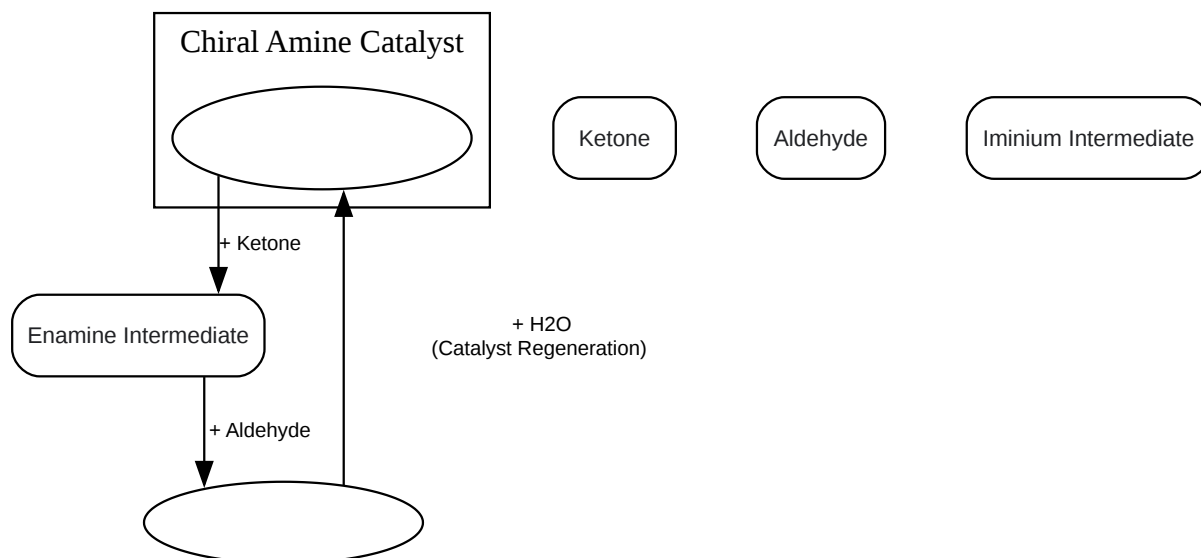 Chiral Amine Catalyst
Ketone
Aldehyde
Iminium Intermediate
+ Ketone
Enamine Intermediate
+ H2O
(Catalyst Regeneration)
+ Aldehyde